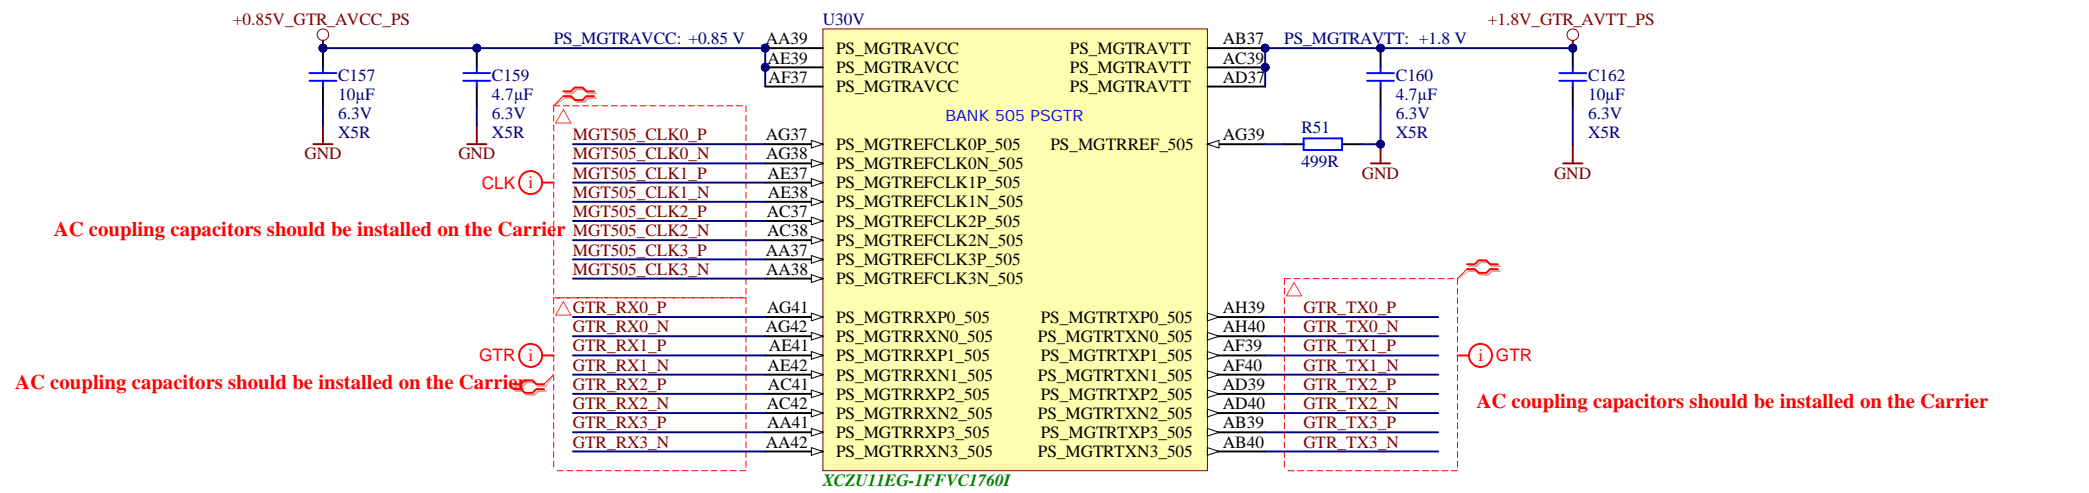 +0.85V_GTR_AVCC_PS
PS_MGTRAVCC: +0.85 V
C157
10µF
6.3V
X5R
GND
C159
4.7µF
6.3V
X5R
GND
U30V
AA39 PS_MGTRAVCC
AE39 PS_MGTRAVCC
AF37 PS_MGTRAVCC
PS_MGTRAVTT AB37
PS_MGTRAVTT AC39
PS_MGTRAVTT AD37
PS_MGTRAVTT: +1.8 V
+1.8V_GTR_AVTT_PS
C160
4.7µF
6.3V
X5R
GND
C162
10µF
6.3V
X5R
GND
BANK 505 PSGTR
PS_MGTRREF_505 AG39
R51
499R
MGT505_CLK0_P AG37 PS_MGTREFCLK0P_505
MGT505_CLK0_N AG38 PS_MGTREFCLK0N_505
MGT505_CLK1_P AE37 PS_MGTREFCLK1P_505
MGT505_CLK1_N AE38 PS_MGTREFCLK1N_505
MGT505_CLK2_P AC37 PS_MGTREFCLK2P_505
MGT505_CLK2_N AC38 PS_MGTREFCLK2N_505
MGT505_CLK3_P AA37 PS_MGTREFCLK3P_505
MGT505_CLK3_N AA38 PS_MGTREFCLK3N_505
CLK i
AC coupling capacitors should be installed on the Carrier
GTR_RX0_P AG41 PS_MGTRRXP0_505
GTR_RX0_N AG42 PS_MGTRRXN0_505
GTR_RX1_P AE41 PS_MGTRRXP1_505
GTR_RX1_N AE42 PS_MGTRRXN1_505
GTR_RX2_P AC41 PS_MGTRRXP2_505
GTR_RX2_N AC42 PS_MGTRRXN2_505
GTR_RX3_P AA41 PS_MGTRRXP3_505
GTR_RX3_N AA42 PS_MGTRRXN3_505
GTR i
AC coupling capacitors should be installed on the Carrier
PS_MGTRTXP0_505 AH39 GTR_TX0_P
PS_MGTRTXN0_505 AH40 GTR_TX0_N
PS_MGTRTXP1_505 AF39 GTR_TX1_P
PS_MGTRTXN1_505 AF40 GTR_TX1_N
PS_MGTRTXP2_505 AD39 GTR_TX2_P
PS_MGTRTXN2_505 AD40 GTR_TX2_N
PS_MGTRTXP3_505 AB39 GTR_TX3_P
PS_MGTRTXN3_505 AB40 GTR_TX3_N
i GTR
AC coupling capacitors should be installed on the Carrier
XCZU11EG-1FFVC1760I